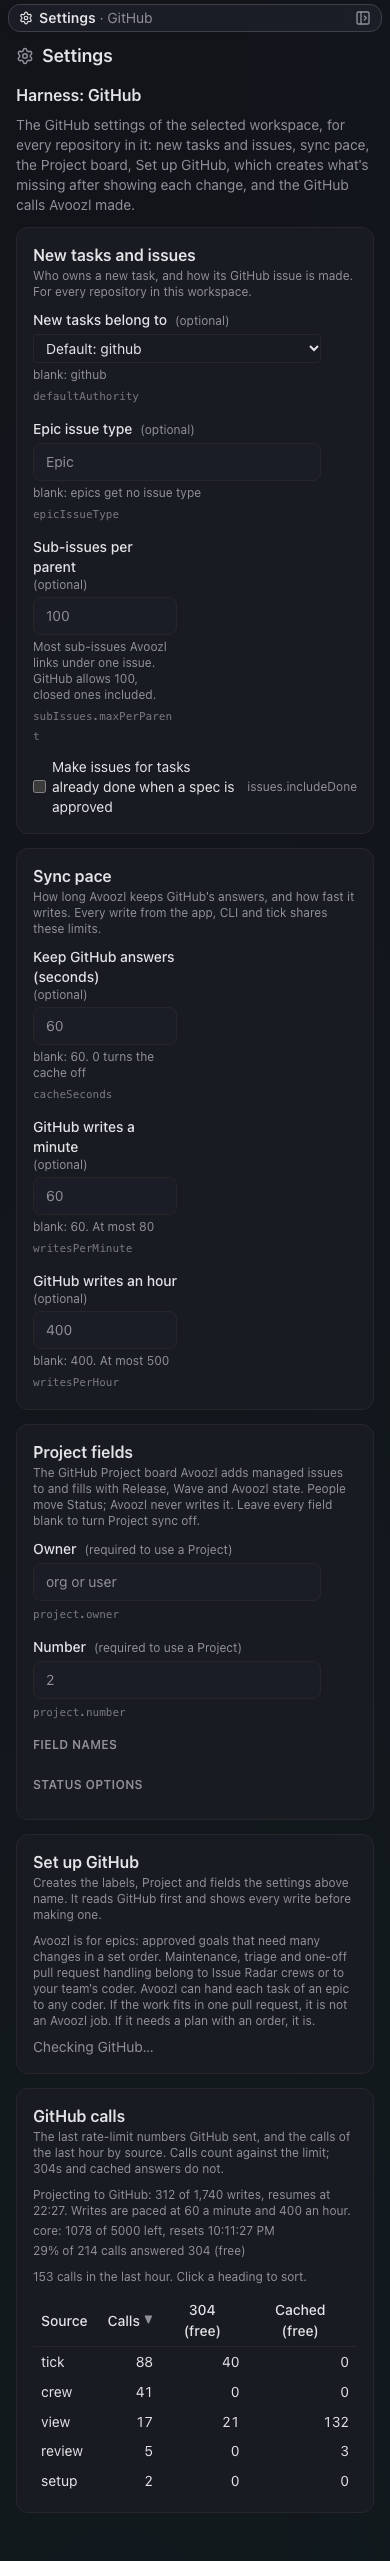 Settings · GitHub
Settings
Harness: GitHub
The GitHub settings of the selected workspace, for
every repository in it: new tasks and issues, sync pace,
the Project board, Set up GitHub, which creates what's
missing after showing each change, and the GitHub
calls Avoozl made.
New tasks and issues
Who owns a new task, and how its GitHub issue is made.
For every repository in this workspace.
New tasks belong to (optional)
Default: github
blank: github
defaultAuthority
Epic issue type (optional)
Epic
blank: epics get no issue type
epicIssueType
Sub-issues per
parent
(optional)
100
Most sub-issues Avoozl
links under one issue.
GitHub allows 100,
closed ones included.
subIssues.maxPerParen
t
Make issues for tasks
already done when a spec is
approved
issues.includeDone
Sync pace
How long Avoozl keeps GitHub's answers, and how fast it
writes. Every write from the app, CLI and tick shares
these limits.
Keep GitHub answers
(seconds)
(optional)
60
blank: 60. 0 turns the
cache off
cacheSeconds
GitHub writes a
minute
(optional)
60
blank: 60. At most 80
writesPerMinute
GitHub writes an hour
(optional)
400
blank: 400. At most 500
writesPerHour
Project fields
The GitHub Project board Avoozl adds managed issues
to and fills with Release, Wave and Avoozl state. People
move Status; Avoozl never writes it. Leave every field
blank to turn Project sync off.
Owner (required to use a Project)
org or user
project.owner
Number (required to use a Project)
2
project.number
FIELD NAMES
STATUS OPTIONS
Set up GitHub
Creates the labels, Project and fields the settings above
name. It reads GitHub first and shows every write before
making one.
Avoozl is for epics: approved goals that need many
changes in a set order. Maintenance, triage and one-off
pull request handling belong to Issue Radar crews or to
your team's coder. Avoozl can hand each task of an epic
to any coder. If the work fits in one pull request, it is not
an Avoozl job. If it needs a plan with an order, it is.
Checking GitHub...
GitHub calls
The last rate-limit numbers GitHub sent, and the calls of
the last hour by source. Calls count against the limit;
304s and cached answers do not.
Projecting to GitHub: 312 of 1,740 writes, resumes at
22:27. Writes are paced at 60 a minute and 400 an hour.
core: 1078 of 5000 left, resets 10:11:27 PM
29% of 214 calls answered 304 (free)
153 calls in the last hour. Click a heading to sort.
Source Calls ▼ 304 (free) Cached (free)
tick 88 40 0
crew 41 0 0
view 17 21 132
review 5 0 3
setup 2 0 0